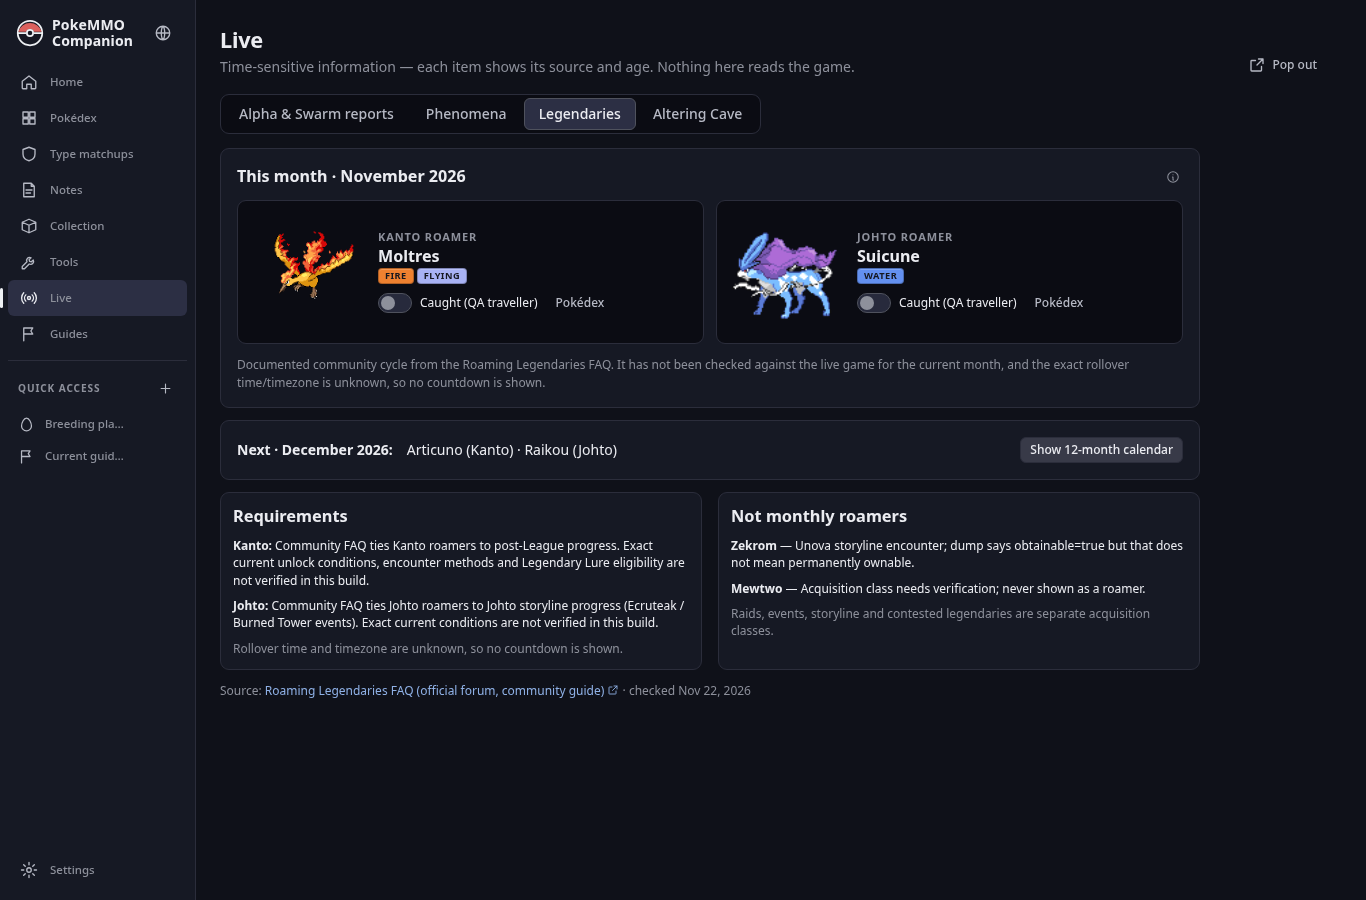 PokeMMO
Companion
Home
Pokédex
Type matchups
Notes
Collection
Tools
Live
Guides
QUICK ACCESS
Breeding pla...
Current guid...
Settings
Live
Time-sensitive information — each item shows its source and age. Nothing here reads the game.
Pop out
Alpha & Swarm reports
Phenomena
Legendaries
Altering Cave
This month · November 2026
KANTO ROAMER
Moltres
FIRE FLYING
Caught (QA traveller) Pokédex
JOHTO ROAMER
Suicune
WATER
Caught (QA traveller) Pokédex
Documented community cycle from the Roaming Legendaries FAQ. It has not been checked against the live game for the current month, and the exact rollover
time/timezone is unknown, so no countdown is shown.
Next · December 2026: Articuno (Kanto) · Raikou (Johto)
Show 12-month calendar
Requirements
Kanto: Community FAQ ties Kanto roamers to post-League progress. Exact
current unlock conditions, encounter methods and Legendary Lure eligibility are
not verified in this build.
Johto: Community FAQ ties Johto roamers to Johto storyline progress (Ecruteak /
Burned Tower events). Exact current conditions are not verified in this build.
Rollover time and timezone are unknown, so no countdown is shown.
Not monthly roamers
Zekrom — Unova storyline encounter; dump says obtainable=true but that does
not mean permanently ownable.
Mewtwo — Acquisition class needs verification; never shown as a roamer.
Raids, events, storyline and contested legendaries are separate acquisition
classes.
Source: Roaming Legendaries FAQ (official forum, community guide) · checked Nov 22, 2026